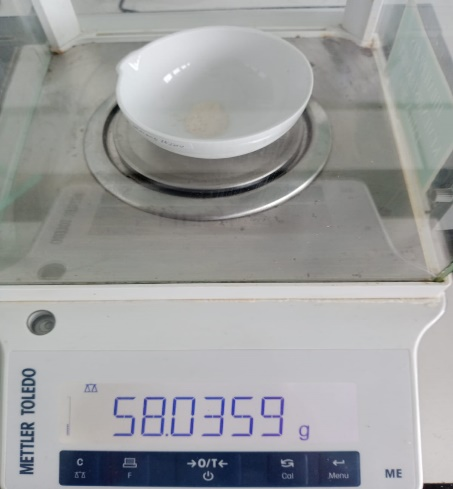 58.0359 g
METTLER TOLEDO
C
F
→0/T←
Cal
Menu
ME